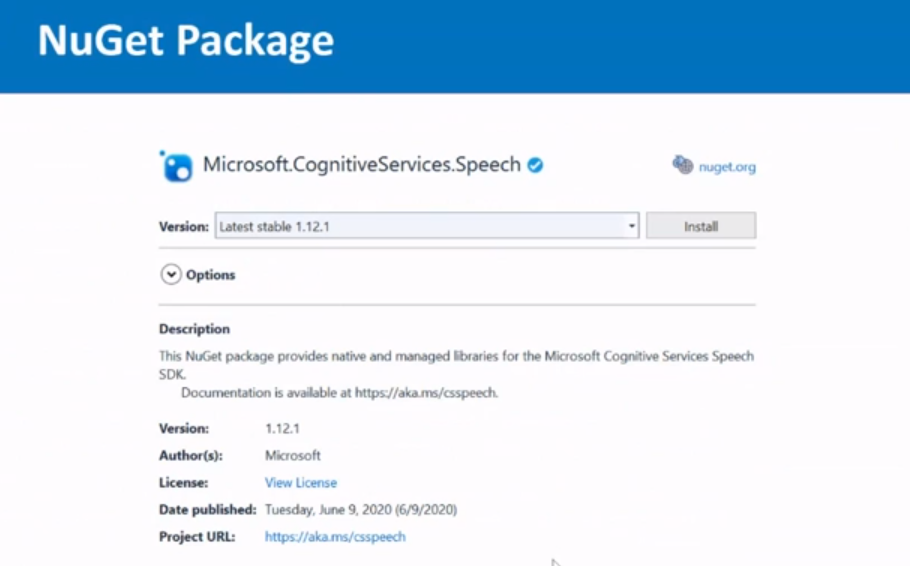 NuGet Package
Microsoft.CognitiveServices.Speech
nuget.org
Version: Latest stable 1.12.1 Install
Options
Description
This NuGet package provides native and managed libraries for the Microsoft Cognitive Services Speech
SDK.
Documentation is available at https://aka.ms/csspeech.
Version: 1.12.1
Author(s): Microsoft
License: View License
Date published: Tuesday, June 9, 2020 (6/9/2020)
Project URL: https://aka.ms/csspeech